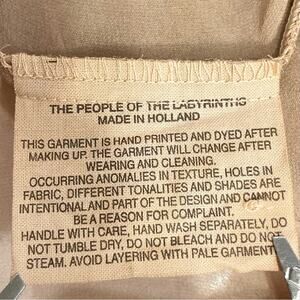 THE PEOPLE OF THE LABYRINTHS
MADE IN HOLLAND
THIS GARMENT IS HAND PRINTED AND DYED AFTER
MAKING UP. THE GARMENT WILL CHANGE AFTER
WEARING AND CLEANING.
OCCURING ANOMALIES IN TEXTURE, HOLES IN
FABRIC, DIFFERENT TONALITIES AND SHADES ARE
INTENTIONAL AND PART OF THE DESIGN AND CANNOT
BE A REASON FOR COMPLAINT.
HANDLE WITH CARE, HAND WASH SEPARATELY, DO
NOT TUMBLE DRY, DO NOT BLEACH AND DO NOT
STEAM. AVOID LAYERING WITH PALE GARMENT